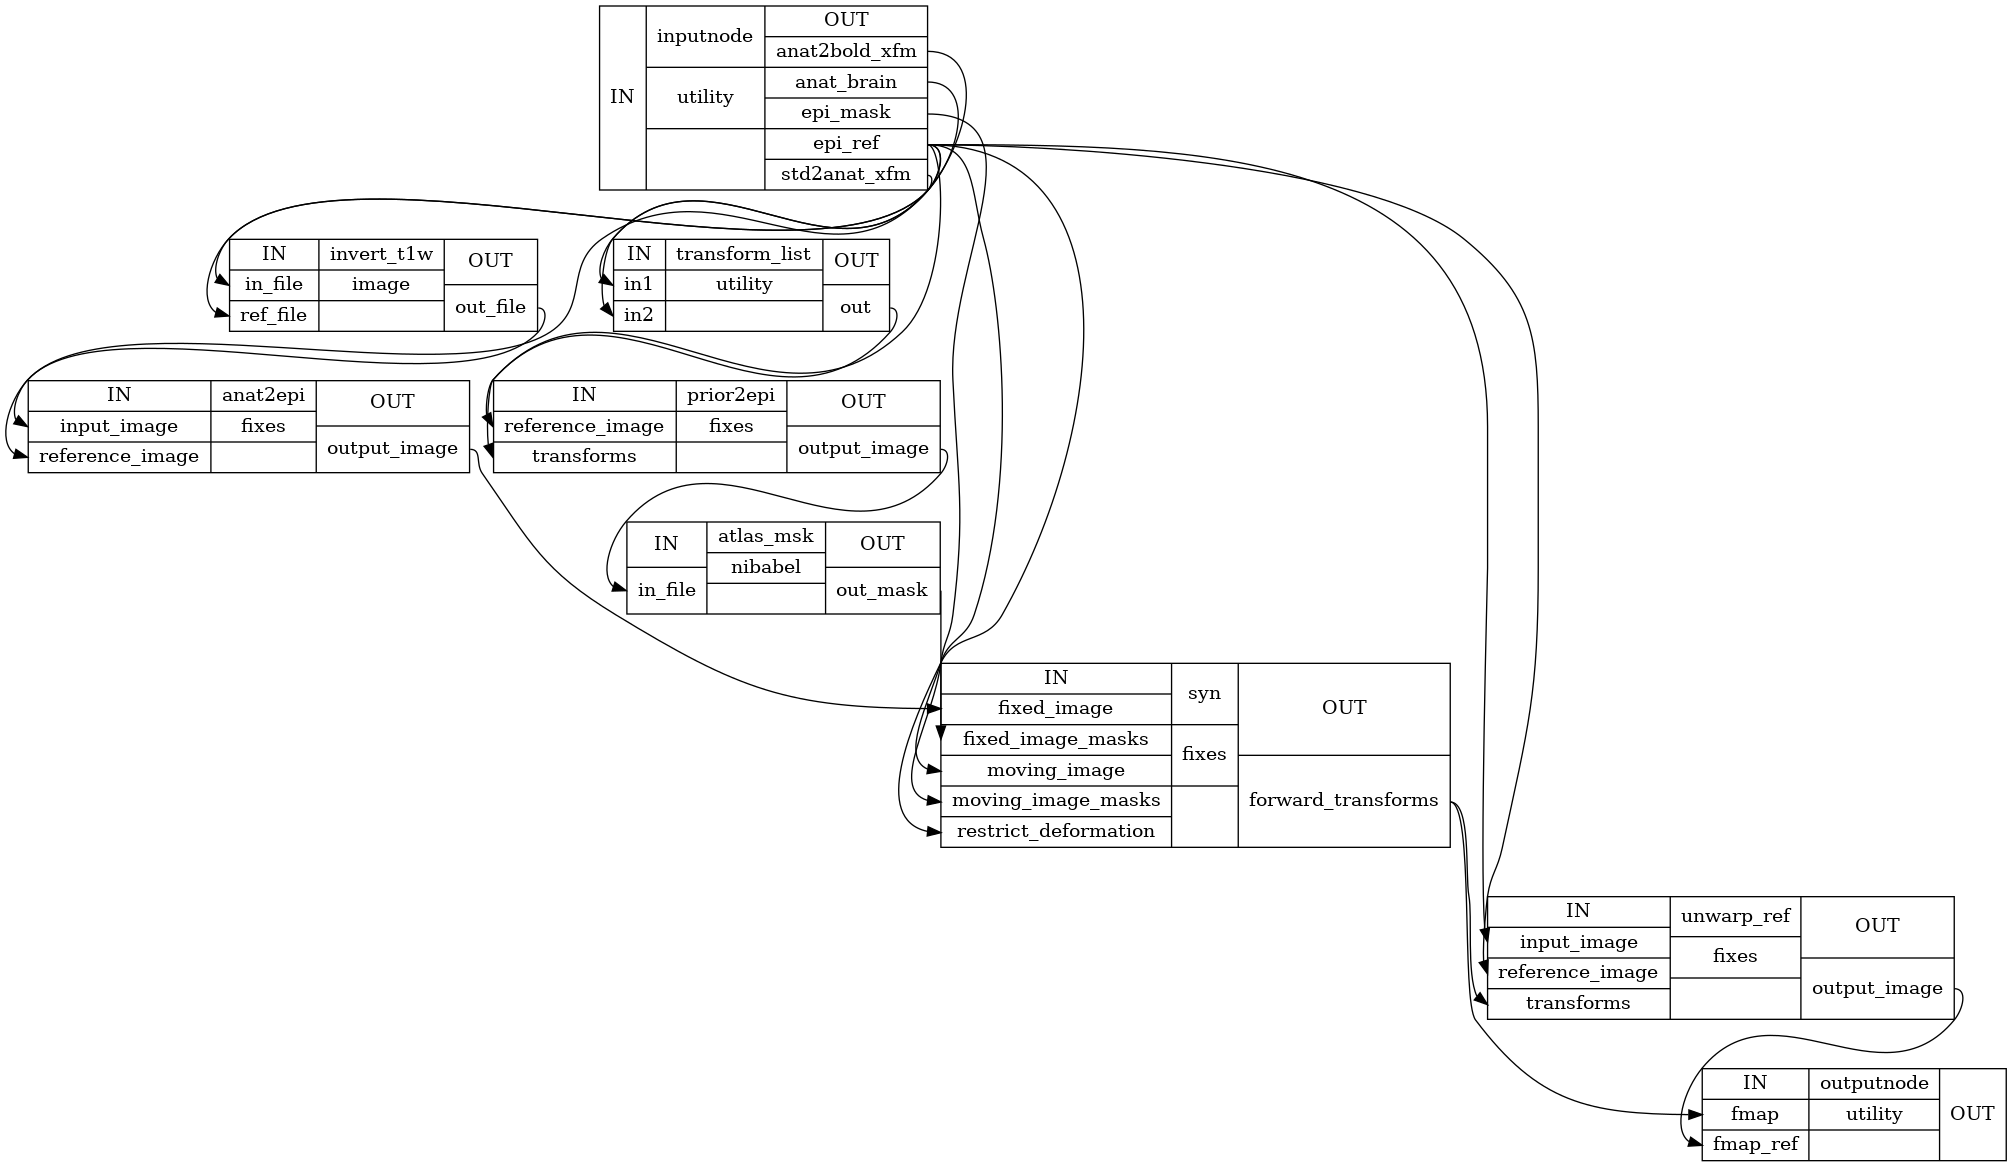 IN
inputnode
utility
OUT
anat2bold_xfm
anat_brain
epi_mask
epi_ref
std2anat_xfm
IN
in_file
ref_file
invert_t1w
image
OUT
out_file
IN
in1
in2
transform_list
utility
OUT
out
IN
input_image
reference_image
anat2epi
fixes
OUT
output_image
IN
reference_image
transforms
prior2epi
fixes
OUT
output_image
IN
in_file
atlas_msk
nibabel
OUT
out_mask
IN
fixed_image
fixed_image_masks
moving_image
moving_image_masks
restrict_deformation
syn
fixes
OUT
forward_transforms
IN
input_image
reference_image
transforms
unwarp_ref
fixes
OUT
output_image
IN
fmap
fmap_ref
outputnode
utility
OUT